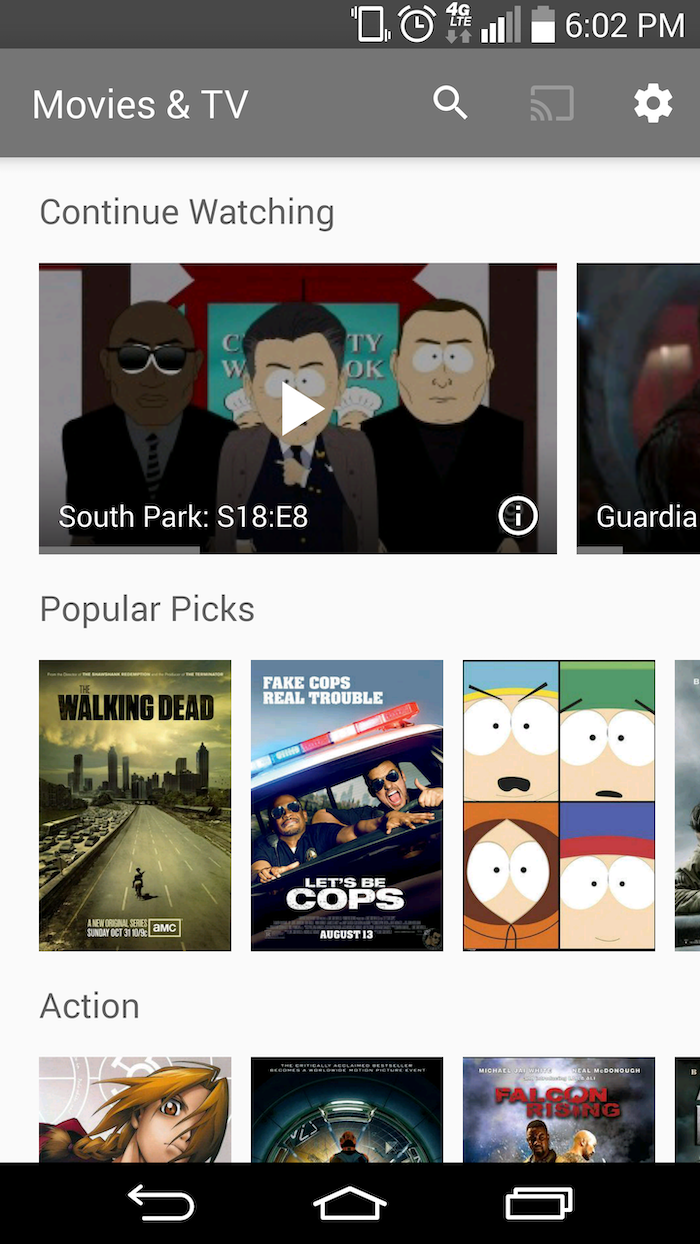 4G
LTE
6:02 PM
Movies & TV
Continue Watching
South Park: S18:E8
Guardia
Popular Picks
From the Director of THE SHAWSHANK REDEMPTION and the Producer of THE TERMINATOR
THE
WALKING DEAD
A NEW ORIGINAL SERIES
SUNDAY OCT 31 10/9c
amc
FAKE COPS
REAL TROUBLE
LET'S BE
COPS
AUGUST 13
Action
THE CRITICALLY ACCLAIMED BESTSELLER
BECOMES A WORLDWIDE MOTION PICTURE EVENT
MICHAEL JAI WHITE NEAL McDONOUGH
FALCON
RISING